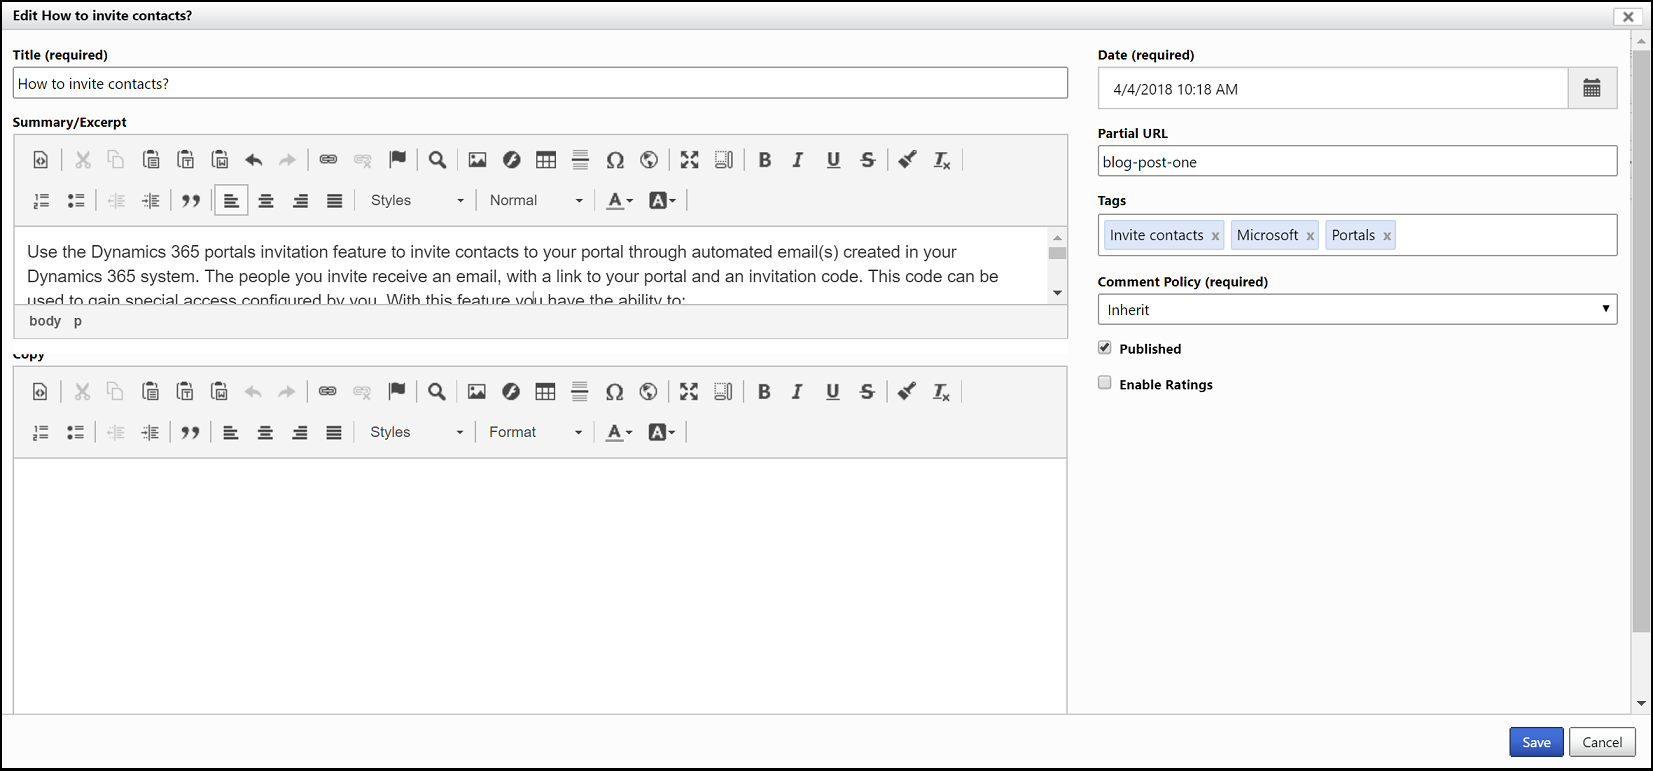 Edit How to invite contacts?
Title (required)
How to invite contacts?
Summary/Excerpt
Styles
Normal
Use the Dynamics 365 portals invitation feature to invite contacts to your portal through automated email(s) created in your
Dynamics 365 system. The people you invite receive an email, with a link to your portal and an invitation code. This code can be
used to gain special access configured by you. With this feature you have the ability to:
body p
Copy
Styles
Format
Date (required)
4/4/2018 10:18 AM
Partial URL
blog-post-one
Tags
Invite contacts x Microsoft x Portals x
Comment Policy (required)
Inherit
Published
Enable Ratings
Save Cancel